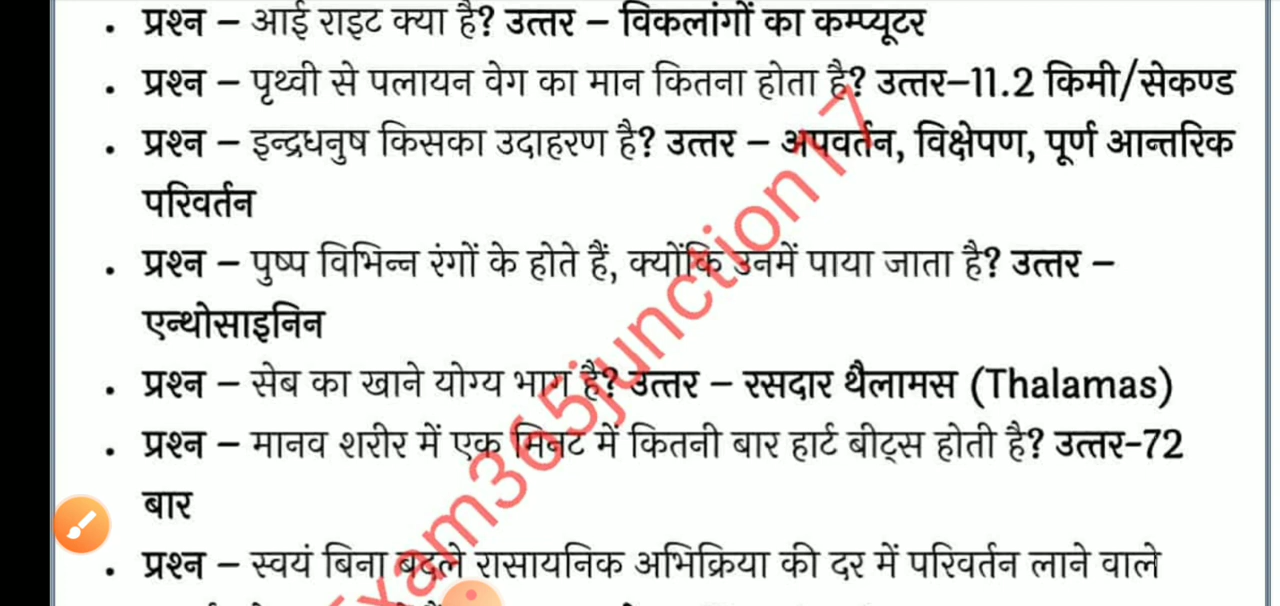 • प्रश्न – आई राइट क्या है? उत्तर – विकलांगों का कम्प्यूटर
• प्रश्न – पृथ्वी से पलायन वेग का मान कितना होता है? उत्तर–11.2 किमी/सेकण्ड
• प्रश्न – इन्द्रधनुष किसका उदाहरण है? उत्तर – अपवर्तन, विक्षेपण, पूर्ण आन्तरिक
परिवर्तन
• प्रश्न – पुष्प विभिन्न रंगों के होते हैं, क्योंकि उनमें पाया जाता है? उत्तर –
एन्थोसाइनिन
• प्रश्न – सेब का खाने योग्य भाग है? उत्तर – रसदार थैलामस (Thalamas)
• प्रश्न – मानव शरीर में एक मिनट में कितनी बार हार्ट बीट्स होती है? उत्तर–72
बार
• प्रश्न – स्वयं बिना बदले रासायनिक अभिक्रिया की दर में परिवर्तन लाने वाले
Exam365junction17